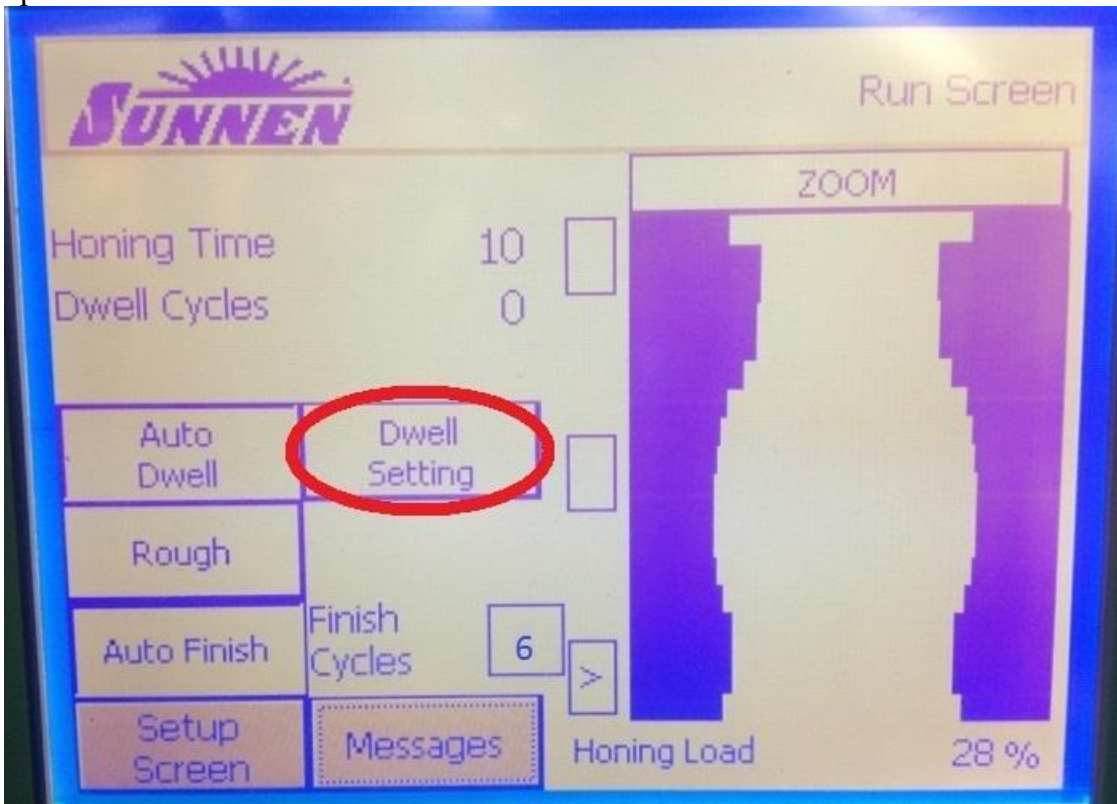 SUNNEN
Run Screen
ZOOM
Honing Time 10
Dwell Cycles 0
Auto
Dwell
Dwell
Setting
Rough
Auto Finish
Finish
Cycles
6
>
Setup
Screen
Messages
Honing Load 28 %